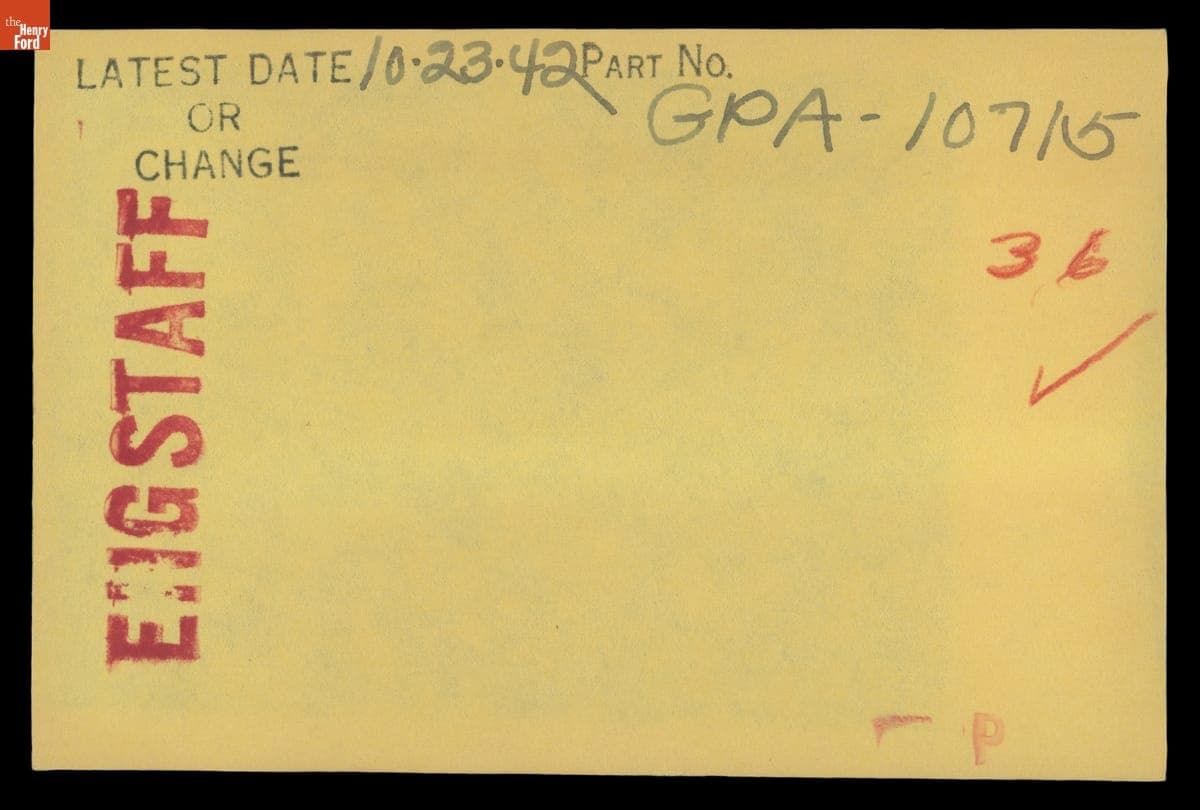 the
Henry
Ford
LATEST DATE 10·23·42 PART NO.
OR
CHANGE
GPA-10715
ENGSTAFF
36
P